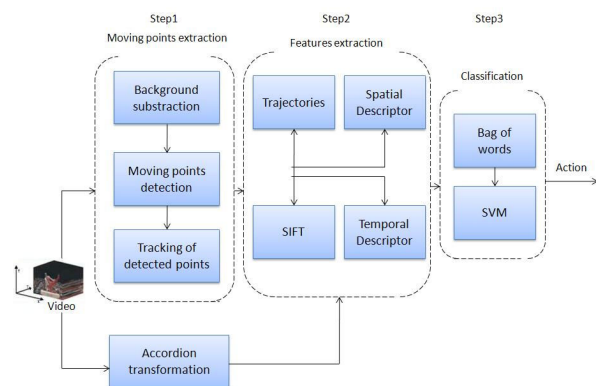 Step1
Moving points extraction
Background
substraction
Moving points
detection
Tracking of
detected points
Step2
Features extraction
Trajectories
Spatial
Descriptor
SIFT
Temporal
Descriptor
Step3
Classification
Bag of
words
SVM
Action
Video
Accordion
transformation